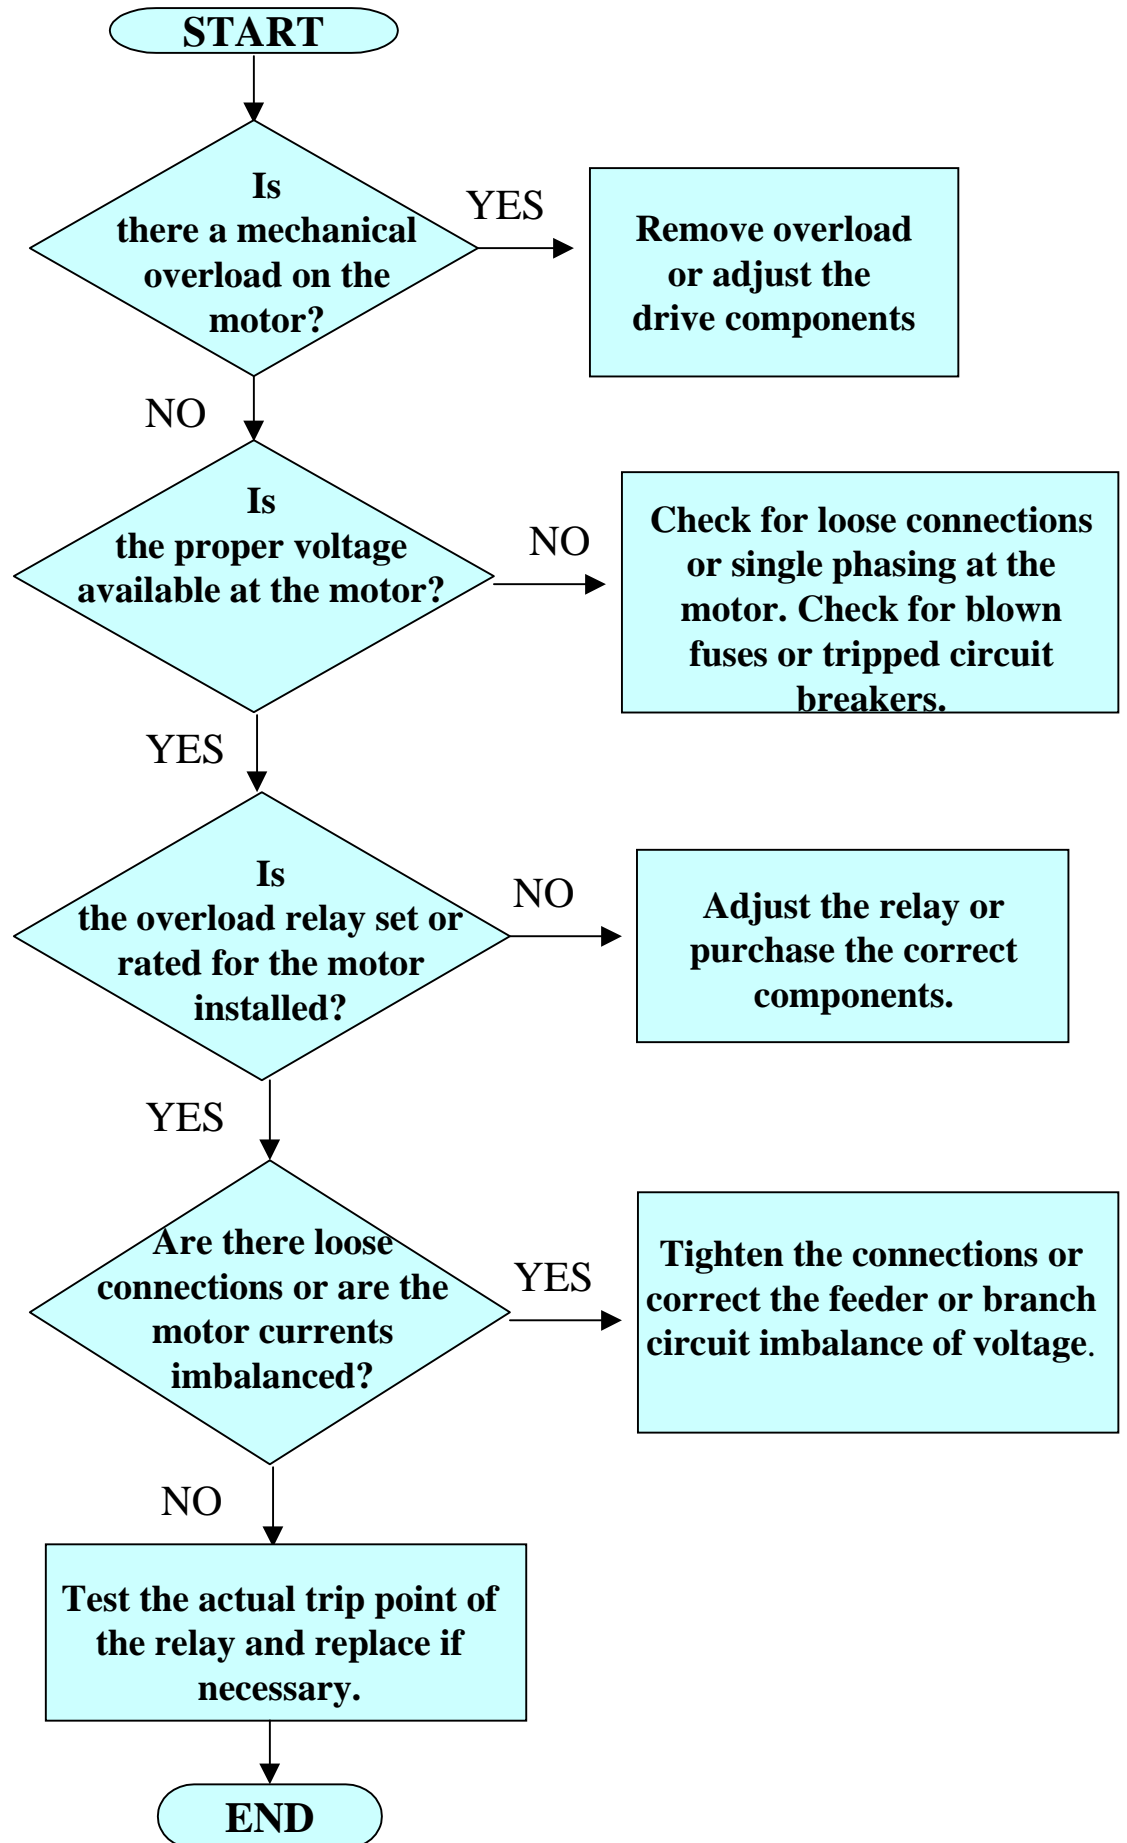 START
Is
there a mechanical
overload on the
motor?
YES
Remove overload
or adjust the
drive components
NO
Is
the proper voltage
available at the motor?
NO
Check for loose connections
or single phasing at the
motor. Check for blown
fuses or tripped circuit
breakers.
YES
Is
the overload relay set or
rated for the motor
installed?
NO
Adjust the relay or
purchase the correct
components.
YES
Are there loose
connections or are the
motor currents
imbalanced?
YES
Tighten the connections or
correct the feeder or branch
circuit imbalance of voltage.
NO
Test the actual trip point of
the relay and replace if
necessary.
END